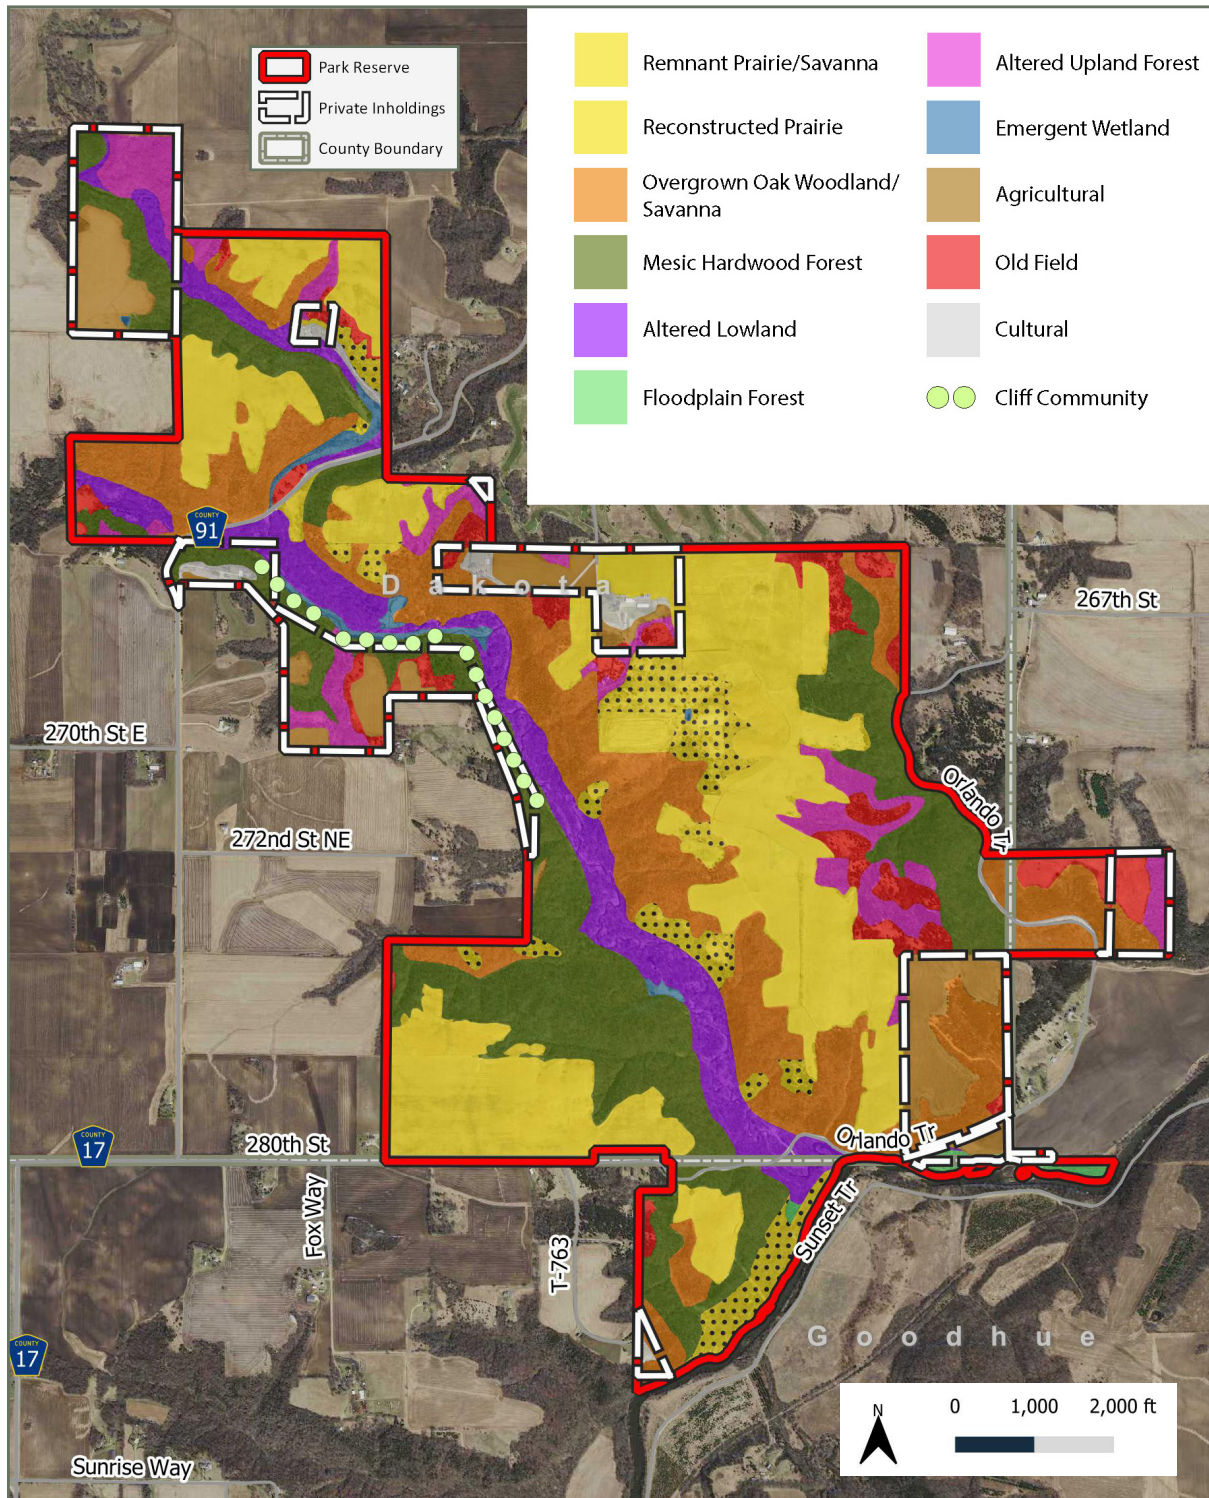 Park Reserve
Private Inholdings
County Boundary
Remnant Prairie/Savanna
Reconstructed Prairie
Overgrown Oak Woodland/
Savanna
Mesic Hardwood Forest
Altered Lowland
Floodplain Forest
Altered Upland Forest
Emergent Wetland
Agricultural
Old Field
Cultural
Cliff Community
COUNTY
91
Dakota
267th St
270th St E
Orlando Tr
272nd St NE
Orlando Tr
280th St
COUNTY
17
Fox Way
T-763
Sunset Tr
Goodhue
COUNTY
17
Sunrise Way
N
0 1,000 2,000 ft